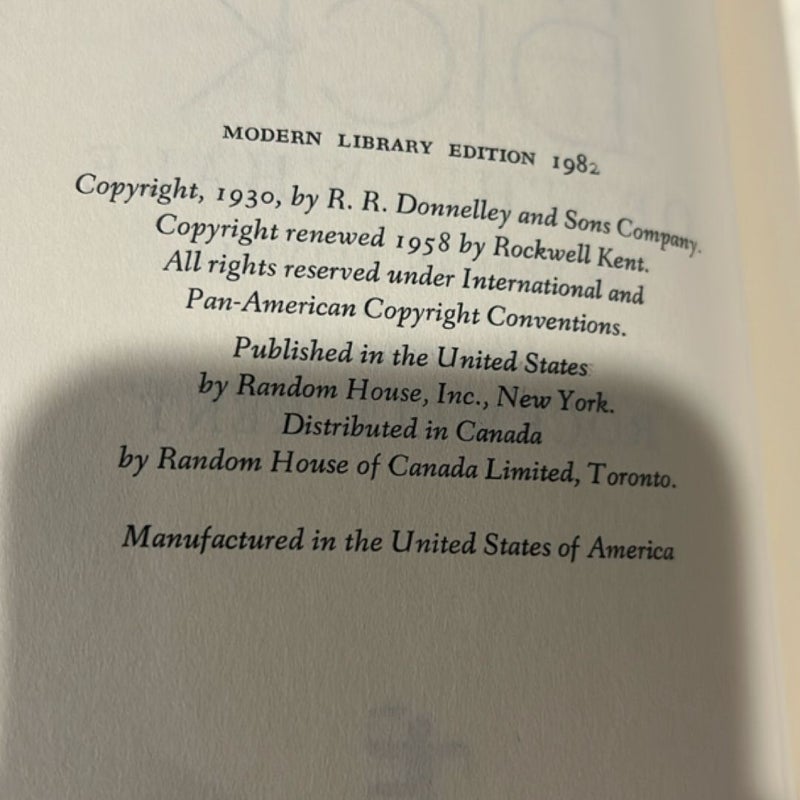 MODERN LIBRARY EDITION 1982
Copyright, 1930, by R. R. Donnelley and Sons Company.
Copyright renewed 1958 by Rockwell Kent.
All rights reserved under International and
Pan-American Copyright Conventions.
Published in the United States
by Random House, Inc., New York.
Distributed in Canada
by Random House of Canada Limited, Toronto.
Manufactured in the United States of America